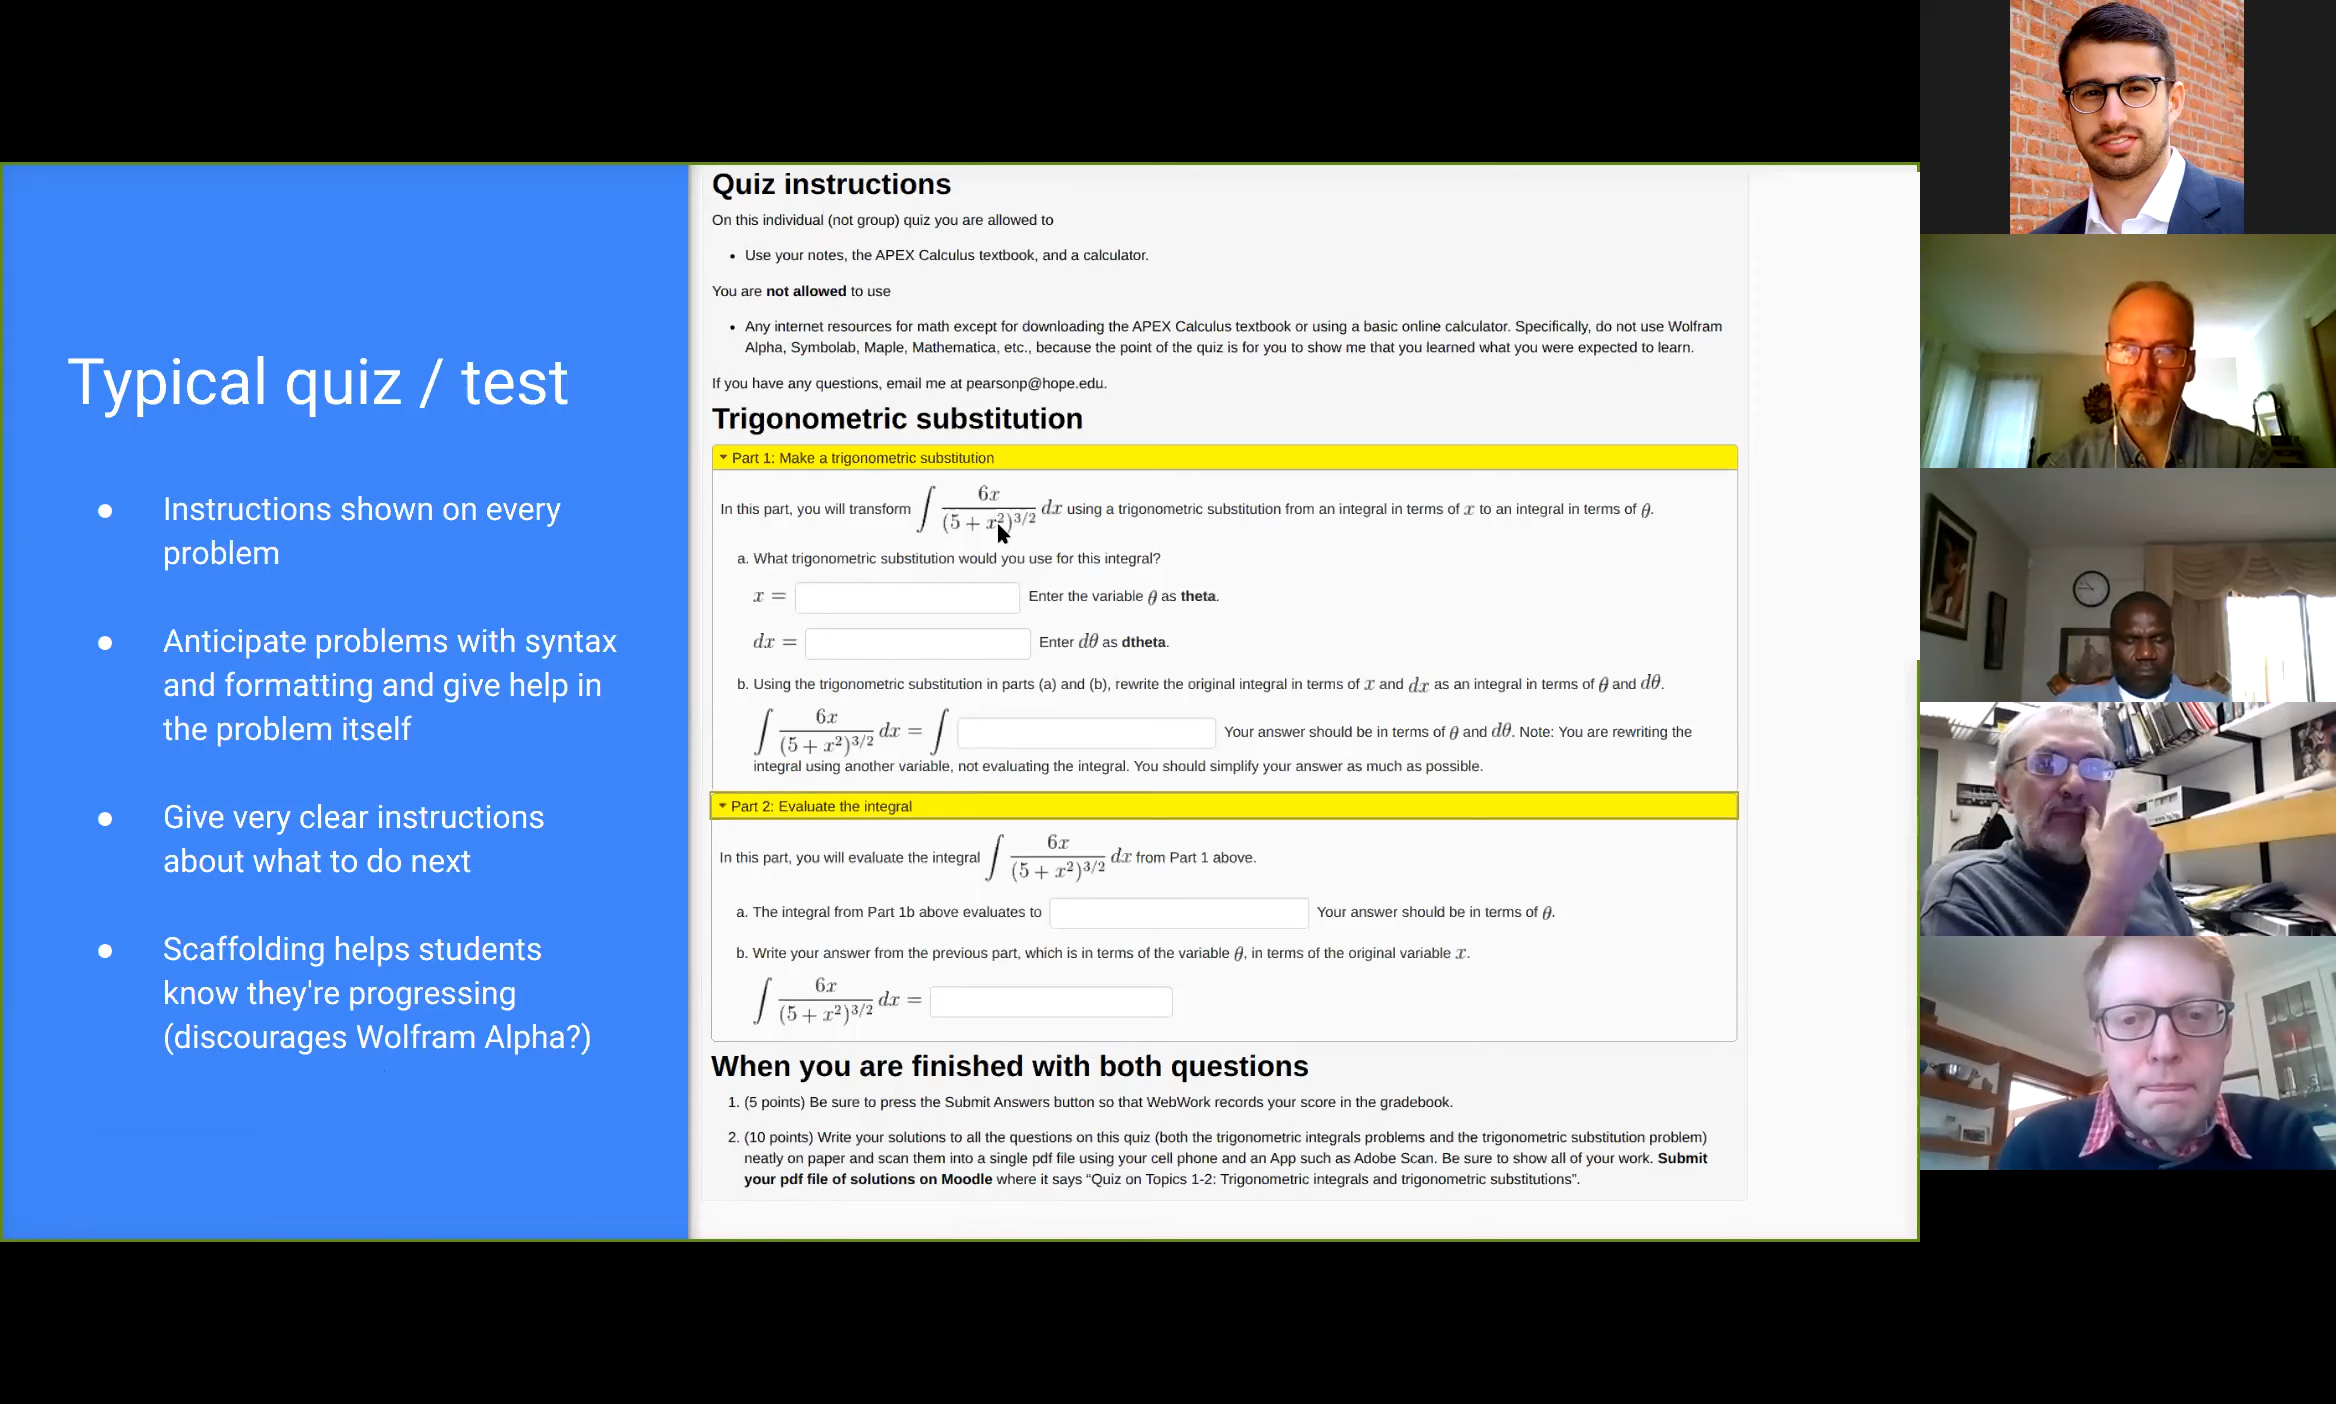 Typical quiz / test
● Instructions shown on every
problem
● Anticipate problems with syntax
and formatting and give help in
the problem itself
● Give very clear instructions
about what to do next
● Scaffolding helps students
know they're progressing
(discourages Wolfram Alpha?)
Quiz instructions
On this individual (not group) quiz you are allowed to
• Use your notes, the APEX Calculus textbook, and a calculator.
You are not allowed to use
• Any internet resources for math except for downloading the APEX Calculus textbook or using a basic online calculator. Specifically, do not use Wolfram
Alpha, Symbolab, Maple, Mathematica, etc., because the point of the quiz is for you to show me that you learned what you were expected to learn.
If you have any questions, email me at pearsonp@hope.edu.
Trigonometric substitution
Part 1: Make a trigonometric substitution
In this part, you will transform ∫ 6x/(5 + x²)^3/2 dx using a trigonometric substitution from an integral in terms of x to an integral in terms of θ.
a. What trigonometric substitution would you use for this integral?
x = Enter the variable θ as theta.
dx = Enter dθ as dtheta.
b. Using the trigonometric substitution in parts (a) and (b), rewrite the original integral in terms of x and dx as an integral in terms of θ and dθ.
∫ 6x/(5 + x²)^3/2 dx = ∫ Your answer should be in terms of θ and dθ. Note: You are rewriting the
integral using another variable, not evaluating the integral. You should simplify your answer as much as possible.
Part 2: Evaluate the integral
In this part, you will evaluate the integral ∫ 6x/(5 + x²)^3/2 dx from Part 1 above.
a. The integral from Part 1b above evaluates to Your answer should be in terms of θ.
b. Write your answer from the previous part, which is in terms of the variable θ, in terms of the original variable x.
∫ 6x/(5 + x²)^3/2 dx =
When you are finished with both questions
1. (5 points) Be sure to press the Submit Answers button so that WebWork records your score in the gradebook.
2. (10 points) Write your solutions to all the questions on this quiz (both the trigonometric integrals problems and the trigonometric substitution problem)
neatly on paper and scan them into a single pdf file using your cell phone and an App such as Adobe Scan. Be sure to show all of your work. Submit
your pdf file of solutions on Moodle where it says “Quiz on Topics 1-2: Trigonometric integrals and trigonometric substitutions”.